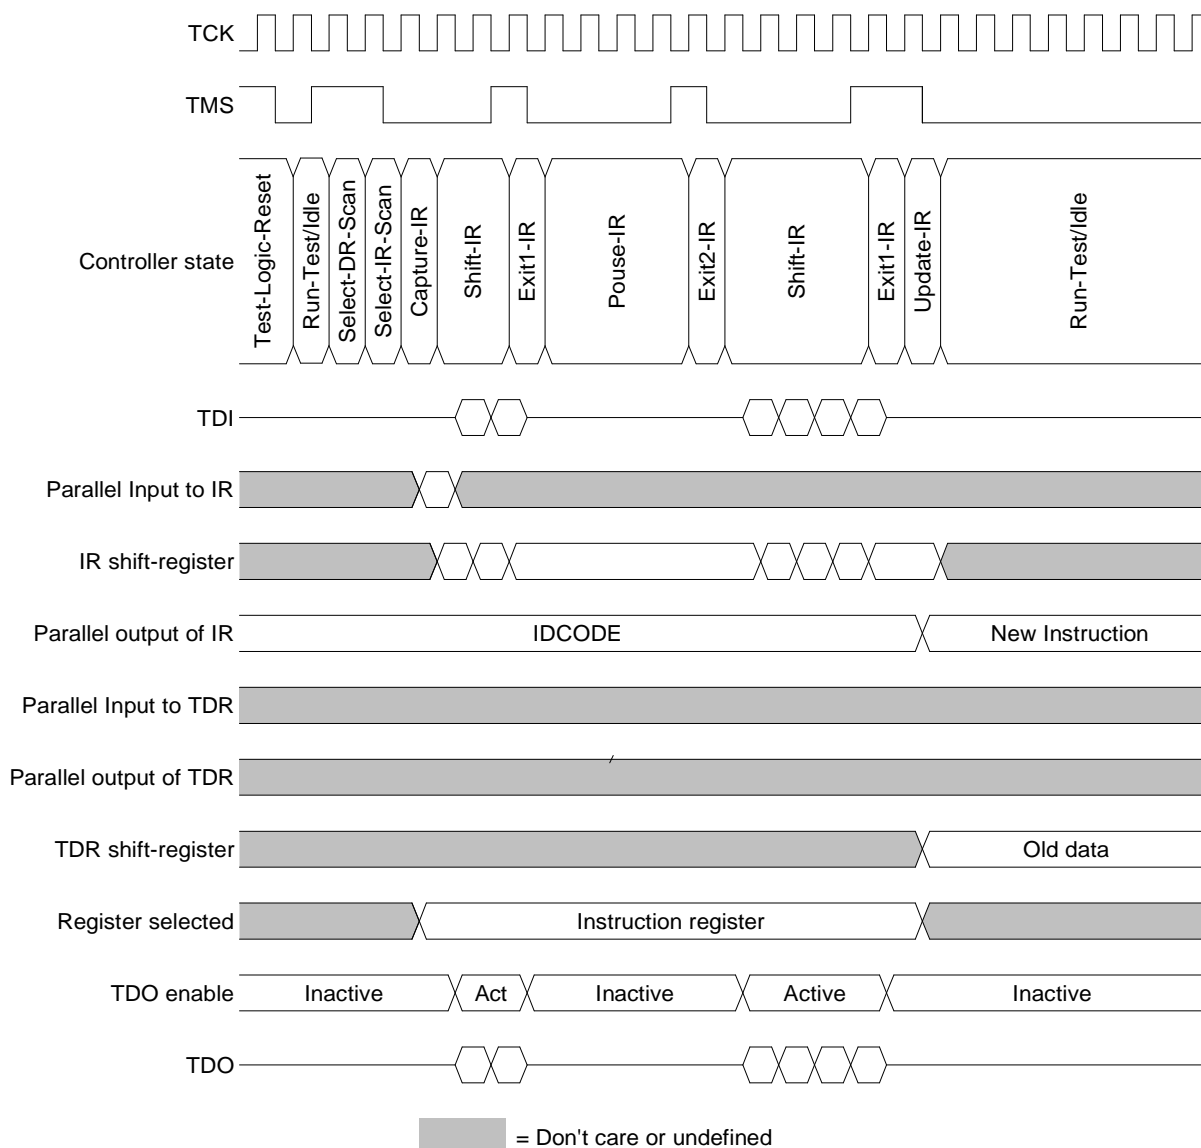 TCK
TMS
Controller state
Test-Logic-Reset
Run-Test/Idle
Select-DR-Scan
Select-IR-Scan
Capture-IR
Shift-IR
Exit1-IR
Pouse-IR
Exit2-IR
Shift-IR
Exit1-IR
Update-IR
Run-Test/Idle
TDI
Parallel Input to IR
IR shift-register
Parallel output of IR
IDCODE
New Instruction
Parallel Input to TDR
Parallel output of TDR
TDR shift-register
Old data
Register selected
Instruction register
TDO enable
Inactive
Act
Inactive
Active
Inactive
TDO
= Don't care or undefined